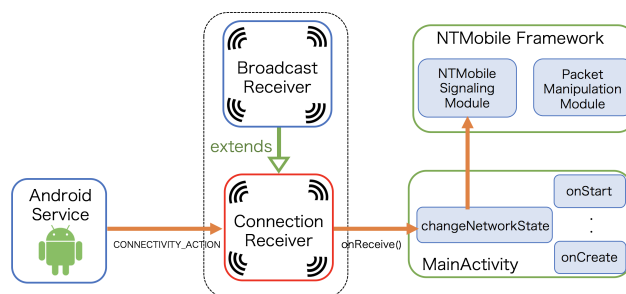 NTMobile Framework
NTMobile
Signaling
Module
Packet
Manipulation
Module
Broadcast
Receiver
extends
Android
Service
CONNECTIVITY_ACTION
Connection
Receiver
onReceive()
changeNetworkState
onStart
:
onCreate
MainActivity